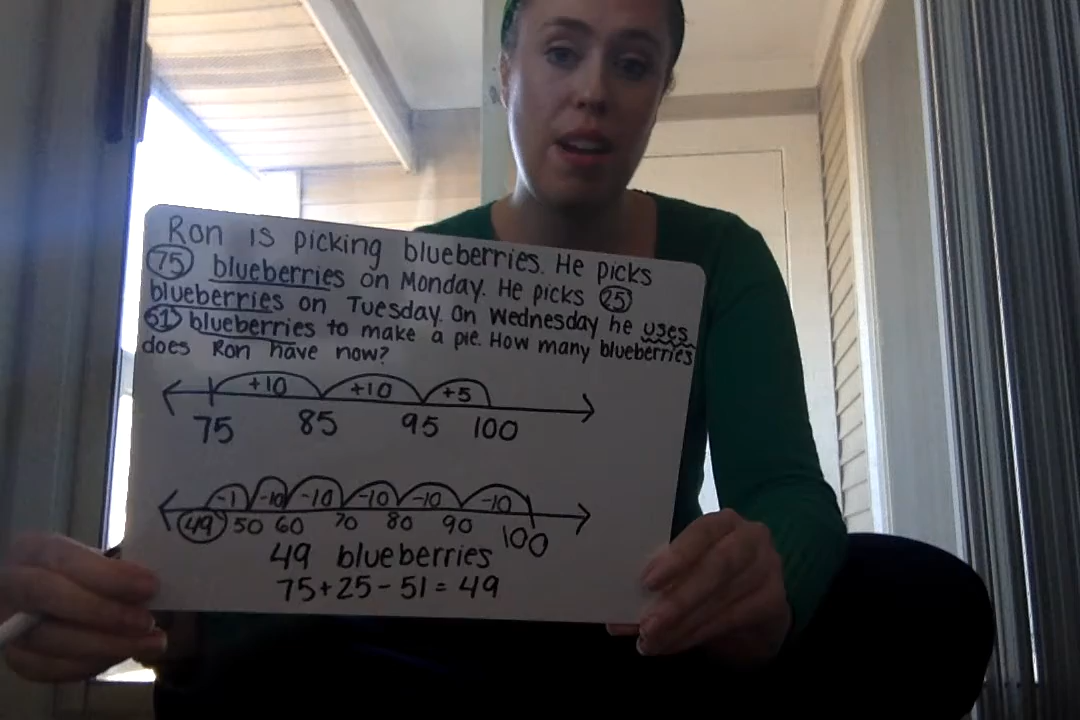 Ron is picking blueberries. He picks
75 blueberries on Monday. He picks 25
blueberries on Tuesday. On Wednesday he uses
51 blueberries to make a pie. How many blueberries
does Ron have now?
+10 +10 +5
75 85 95 100
-1 -10 -10 -10 -10 -10
49 50 60 70 80 90 100
49 blueberries
75+25-51=49